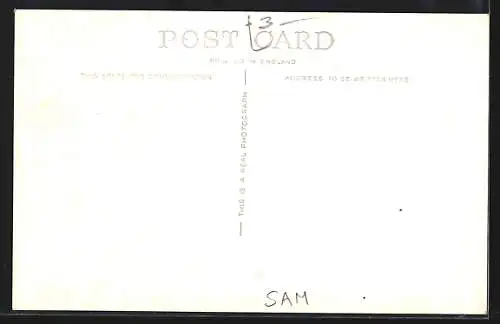 £3-
POST CARD
PRINTED IN ENGLAND
THIS SPACE FOR COMMUNICATION
ADDRESS TO BE WRITTEN HERE
THIS IS A REAL PHOTOGRAPH
SAM